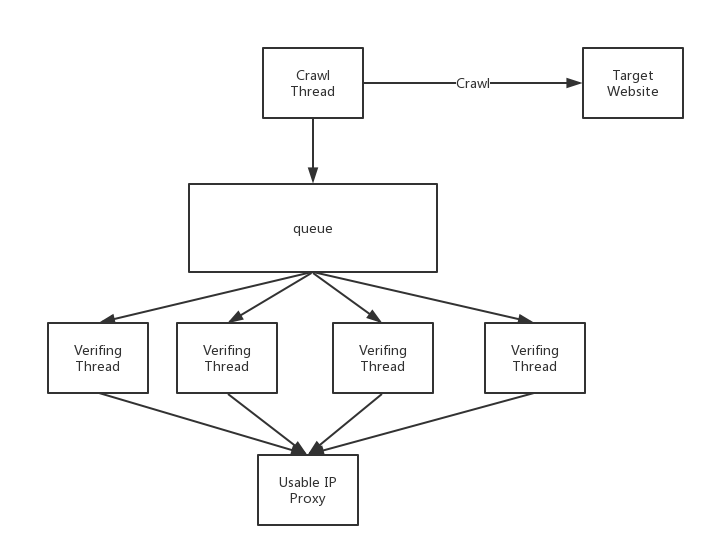 Crawl
Thread
Crawl
Target
Website
queue
Verifing
Thread
Verifing
Thread
Verifing
Thread
Verifing
Thread
Usable IP
Proxy